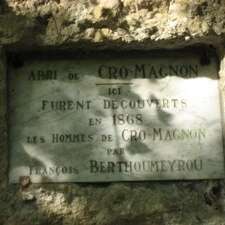 ABRI DE CRO-MAGNON
ICI
FURENT DÉCOUVERTS
EN 1868
LES HOMMES DE CRO-MAGNON
PAR
FRANÇOIS BERTHOUMEYROU